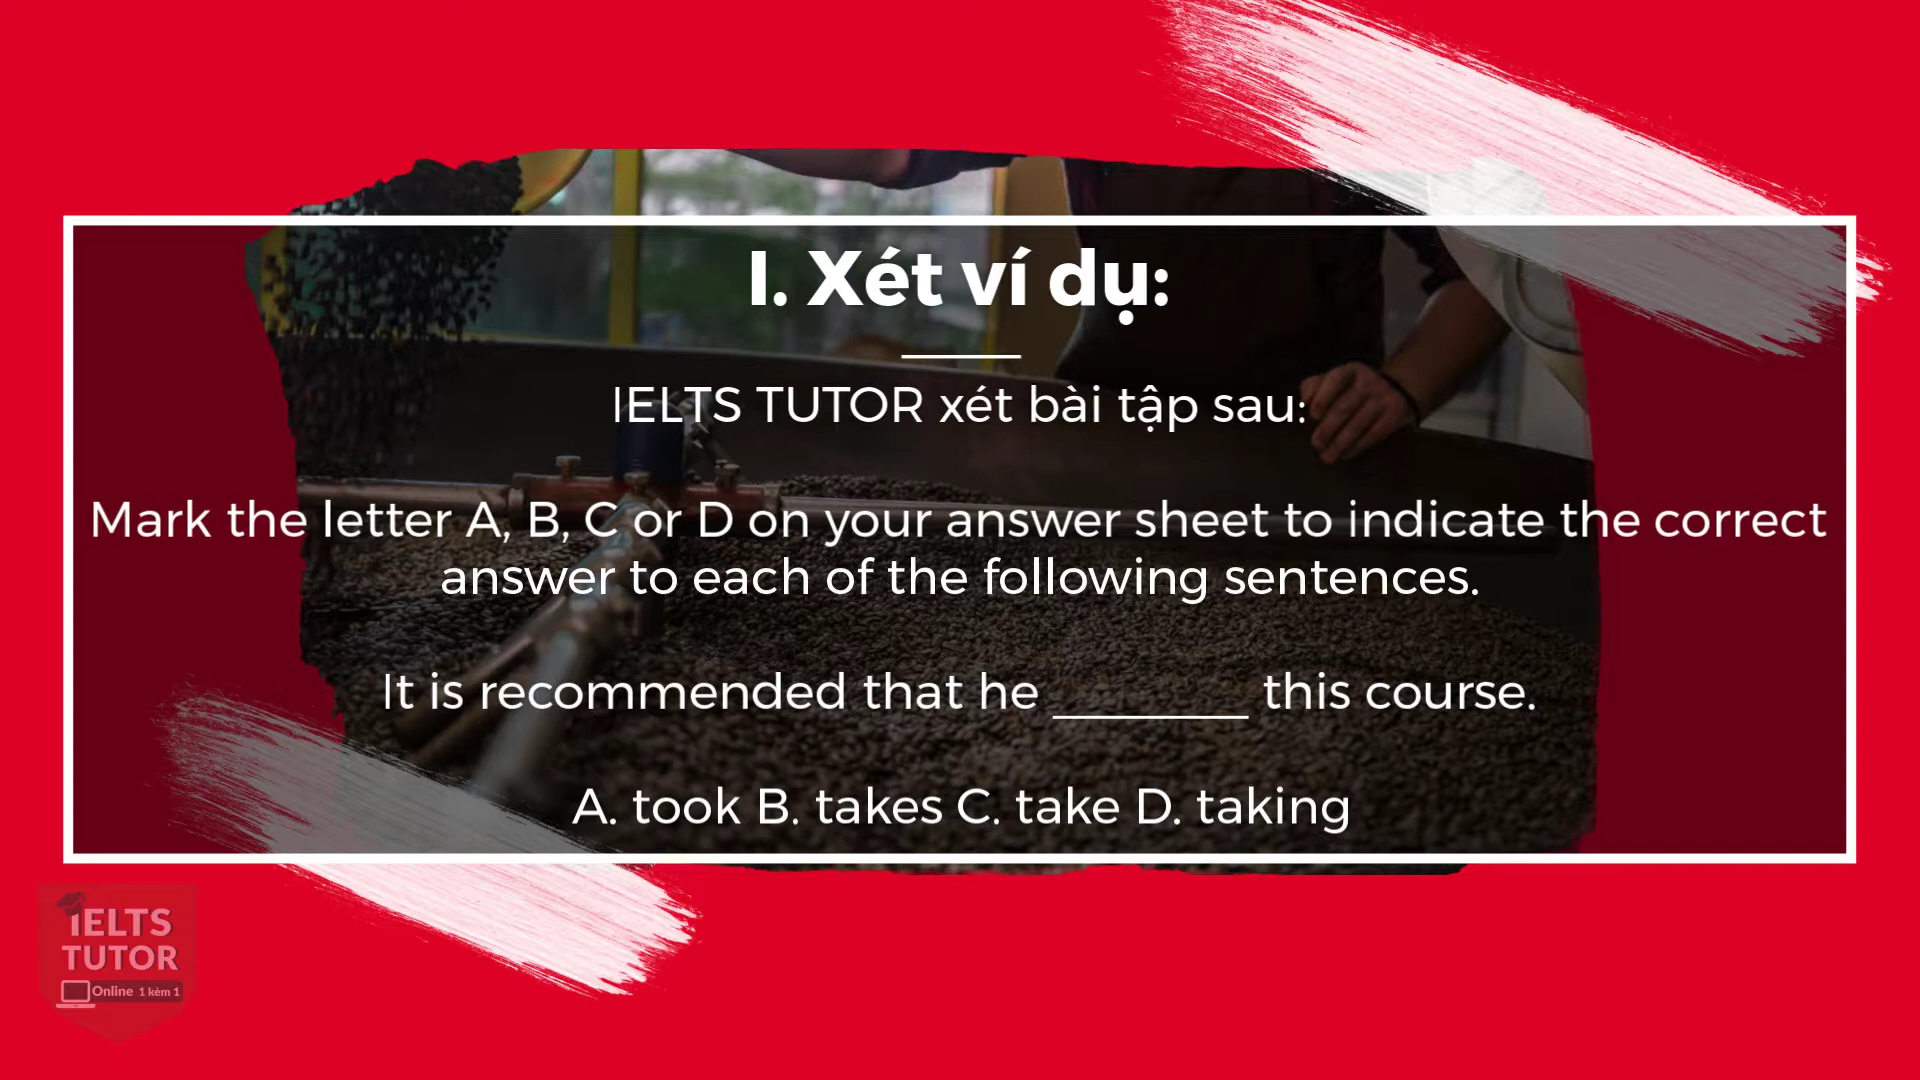 I. Xét ví dụ:
IELTS TUTOR xét bài tập sau:
Mark the letter A, B, C or D on your answer sheet to indicate the correct
answer to each of the following sentences.
It is recommended that he ________ this course.
A. took B. takes C. take D. taking
IELTS
TUTOR
Online 1 kèm 1